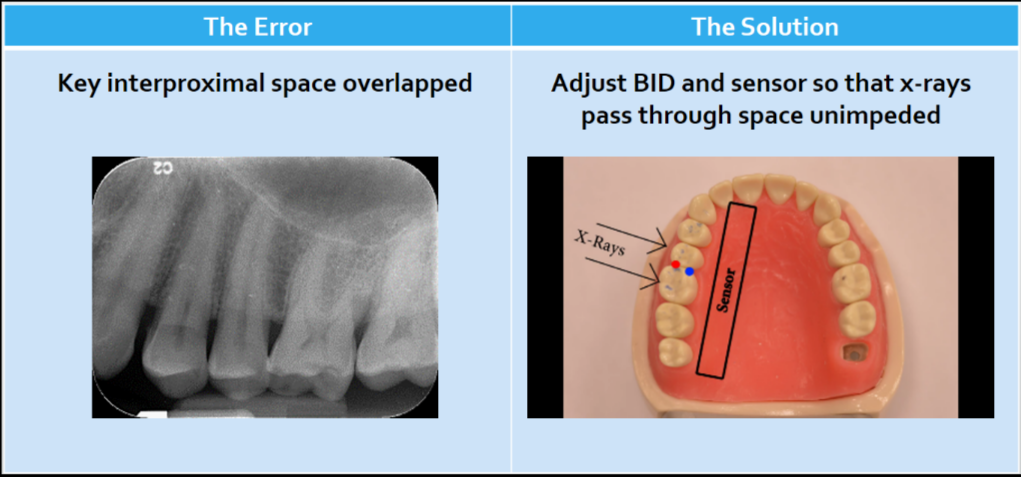 The Error
The Solution
Key interproximal space overlapped
Adjust BID and sensor so that x-rays
pass through space unimpeded
C2
X-Rays
Sensor